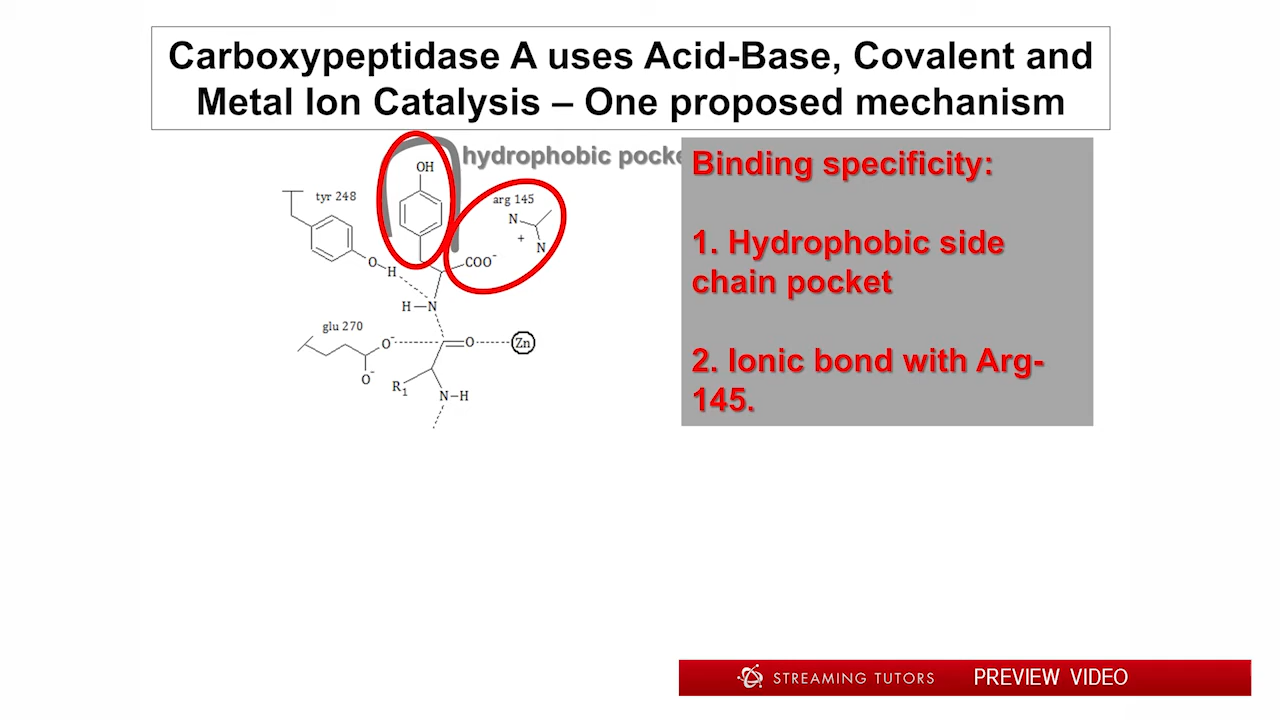 Carboxypeptidase A uses Acid-Base, Covalent and
Metal Ion Catalysis – One proposed mechanism
hydrophobic
OH
tyr 248
arg 145
N
+
N
O
H
COO-
H–N
glu 270
O-
O
Zn
O-
R1
N–H
Binding specificity:
1. Hydrophobic side
chain pocket
2. Ionic bond with Arg-
145.
STREAMING TUTORS PREVIEW VIDEO